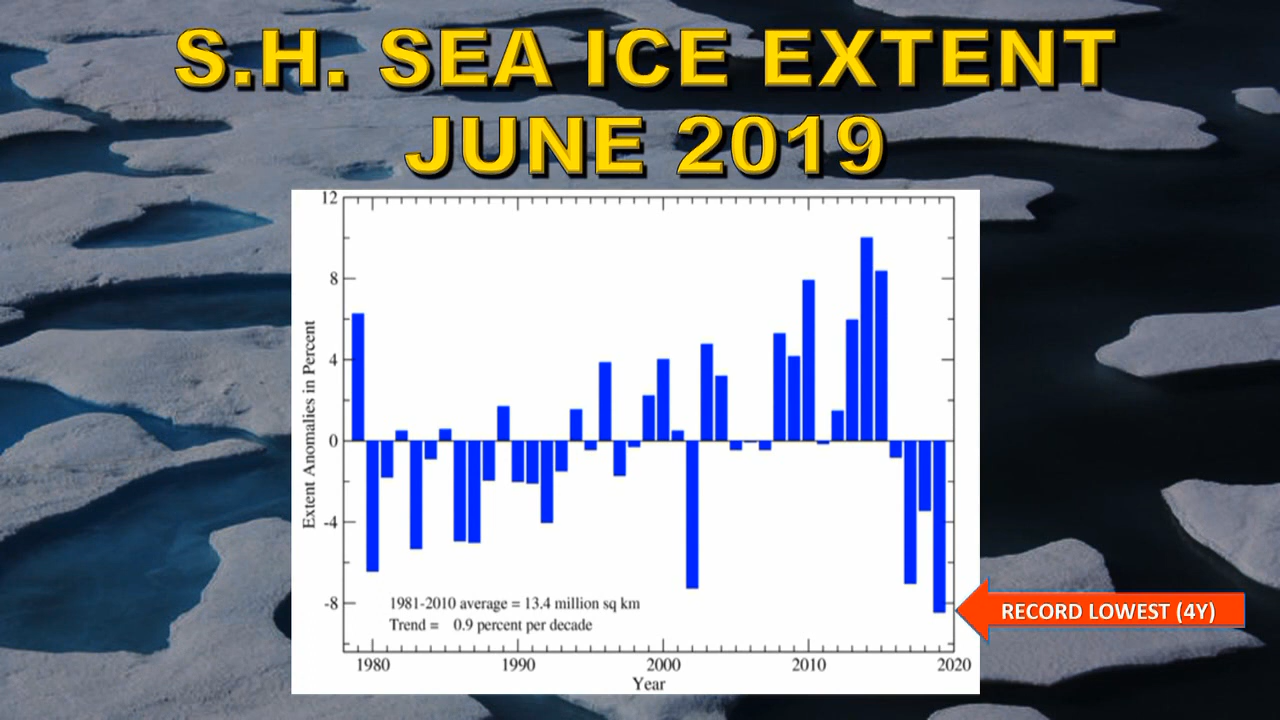 S.H. SEA ICE EXTENT
JUNE 2019
12
8
4
0
-4
-8
Extent Anomalies in Percent
1981-2010 average = 13.4 million sq km
Trend = 0.9 percent per decade
RECORD LOWEST (4Y)
1980 1990 2000 2010 2020
Year